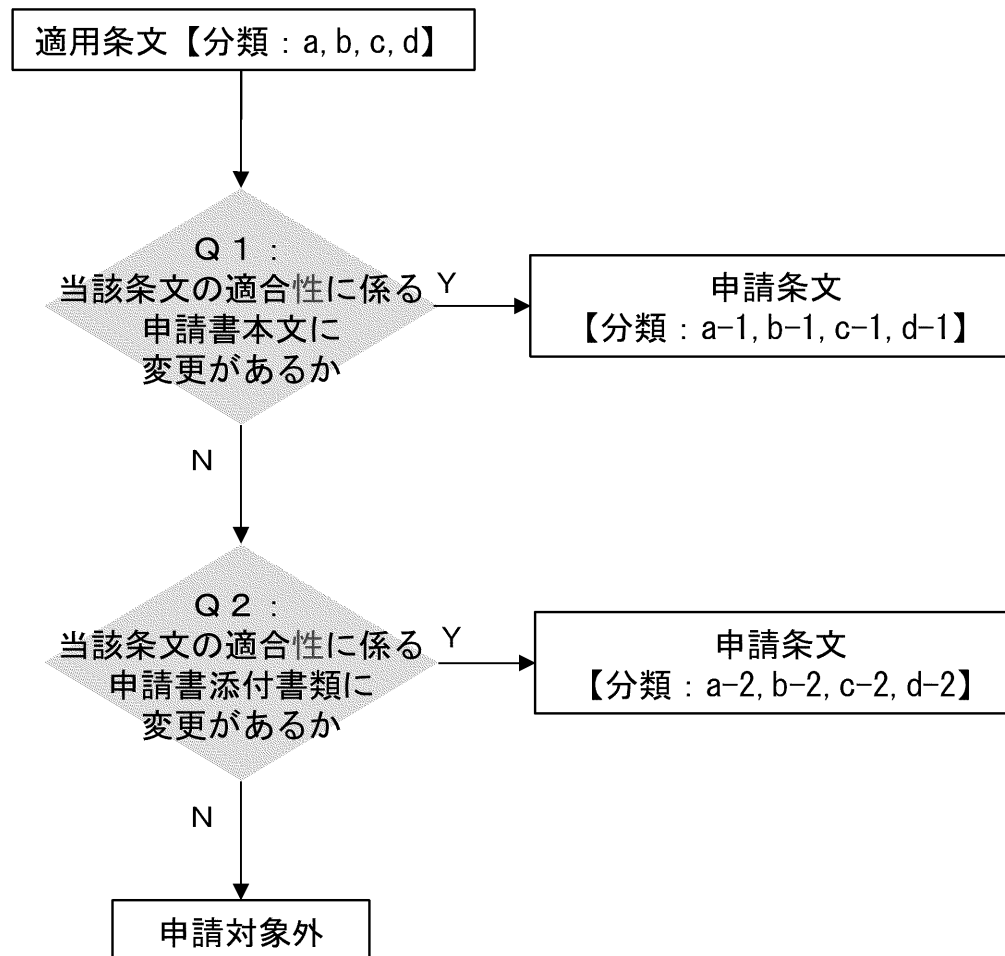 適用条文【分類：a, b, c, d】
Ｑ１：
当該条文の適合性に係る
申請書本文に
変更があるか
Y
申請条文
【分類：a-1, b-1, c-1, d-1】
N
Ｑ２：
当該条文の適合性に係る
申請書添付書類に
変更があるか
Y
申請条文
【分類：a-2, b-2, c-2, d-2】
N
申請対象外